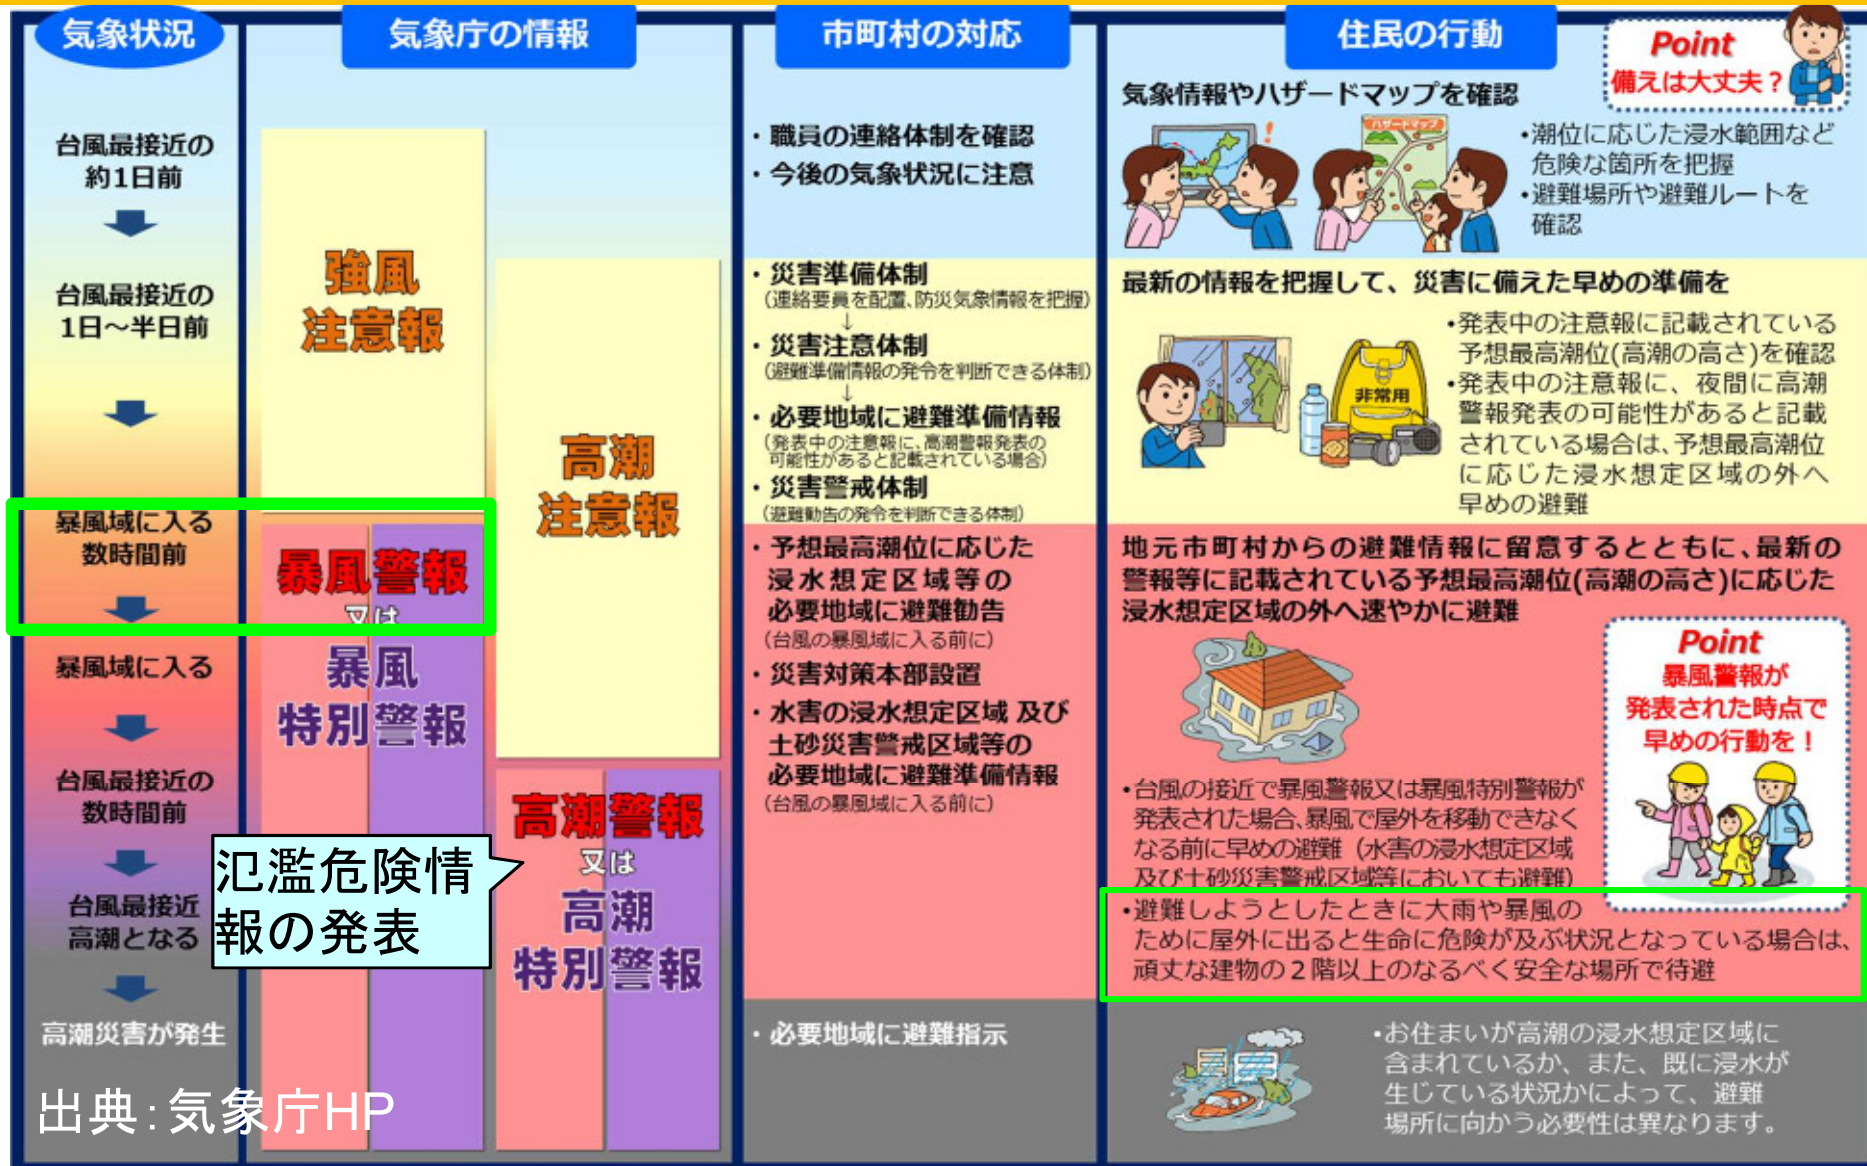 気象状況
気象庁の情報
市町村の対応
住民の行動
Point
備えは大丈夫？
台風最接近の
約1日前
台風最接近の
1日～半日前
暴風域に入る
数時間前
暴風域に入る
台風最接近の
数時間前
台風最接近
高潮となる
高潮災害が発生
出典：気象庁HP
強風
注意報
暴風警報
又は
暴風
特別警報
高潮
注意報
高潮警報
又は
高潮
特別警報
氾濫危険情
報の発表
・職員の連絡体制を確認
・今後の気象状況に注意
・災害準備体制
（連絡要員を配置、防災気象情報を把握）
↓
・災害注意体制
（避難準備情報の発令を判断できる体制）
↓
・必要地域に避難準備情報
（発表中の注意報に、高潮警報発表の
可能性があると記載されている場合）
・災害警戒体制
（避難勧告の発令を判断できる体制）
・予想最高潮位に応じた
浸水想定区域等の
必要地域に避難勧告
（台風の暴風域に入る前に）
・災害対策本部設置
・水害の浸水想定区域 及び
土砂災害警戒区域等の
必要地域に避難準備情報
（台風の暴風域に入る前に）
・必要地域に避難指示
気象情報やハザードマップを確認
ハザードマップ
•潮位に応じた浸水範囲など
危険な箇所を把握
•避難場所や避難ルートを
確認
最新の情報を把握して、災害に備えた早めの準備を
非常用
•発表中の注意報に記載されている
予想最高潮位(高潮の高さ)を確認
•発表中の注意報に、夜間に高潮
警報発表の可能性があると記載
されている場合は、予想最高潮位
に応じた浸水想定区域の外へ
早めの避難
地元市町村からの避難情報に留意するとともに、最新の
警報等に記載されている予想最高潮位(高潮の高さ)に応じた
浸水想定区域の外へ速やかに避難
Point
暴風警報が
発表された時点で
早めの行動を！
•台風の接近で暴風警報又は暴風特別警報が
発表された場合、暴風で屋外を移動できなく
なる前に早めの避難（水害の浸水想定区域
及び土砂災害警戒区域等においても避難）
•避難しようとしたときに大雨や暴風の
ために屋外に出ると生命に危険が及ぶ状況となっている場合は、
頑丈な建物の２階以上のなるべく安全な場所で待避
•お住まいが高潮の浸水想定区域に
含まれているか、また、既に浸水が
生じている状況かによって、避難
場所に向かう必要性は異なります。